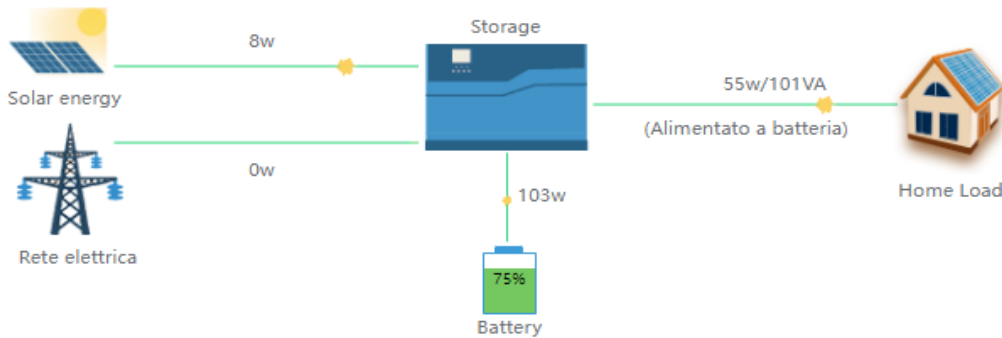 Storage
8w
Solar energy
55w/101VA
(Alimentato a batteria)
0w
103w
Home Load
Rete elettrica
75%
Battery